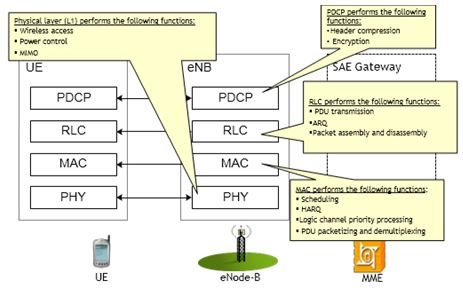 Physical layer (L1) performs the following functions:
• Wireless access
• Power control
• MIMO
PDCP performs the following functions:
•Header compression
• Encryption
UE
eNB
SAE Gateway
PDCP
PDCP
RLC performs the following functions:
• PDU transmission
•ARQ
•Packet assembly and disassembly
RLC
RLC
MAC
MAC
MAC performs the following functions:
• Scheduling
• HARQ
•Logic channel priority processing
• PDU packetizing and demultiplexing
PHY
PHY
UE
eNode-B
MME